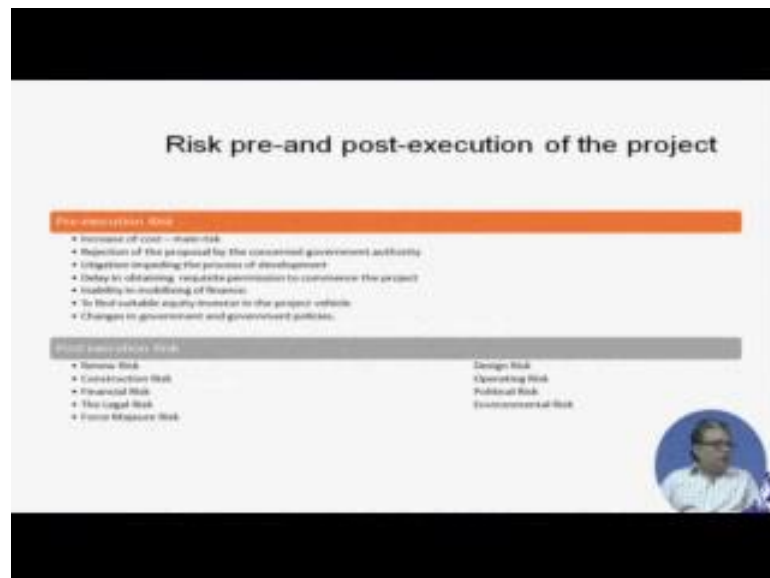 Risk pre-and post-execution of the project
Pre-execution Risk
• Increase of cost – main risk
• Rejection of the proposal by the concerned government authority
• Litigation impeding the process of development
• Delay in obtaining requisite permission to commence the project
• Inability in mobilizing of finance
• To find suitable equity investor in the project vehicle
• Changes in government and government policies.
Post execution Risk
• Risk
• Construction Risk
• Financial Risk
• The Legal Risk
• Force Majeure Risk
Design Risk
Operating Risk
Political Risk
Environmental Risk